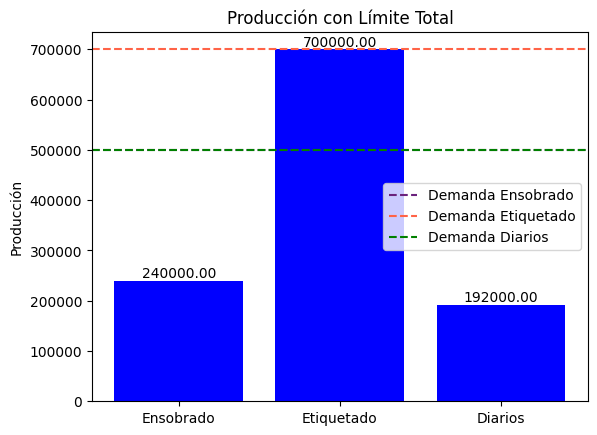 Producción con Límite Total
Producción
700000
600000
500000
400000
300000
200000
100000
0
240000.00
700000.00
192000.00
Demanda Ensobrado
Demanda Etiquetado
Demanda Diarios
Ensobrado
Etiquetado
Diarios